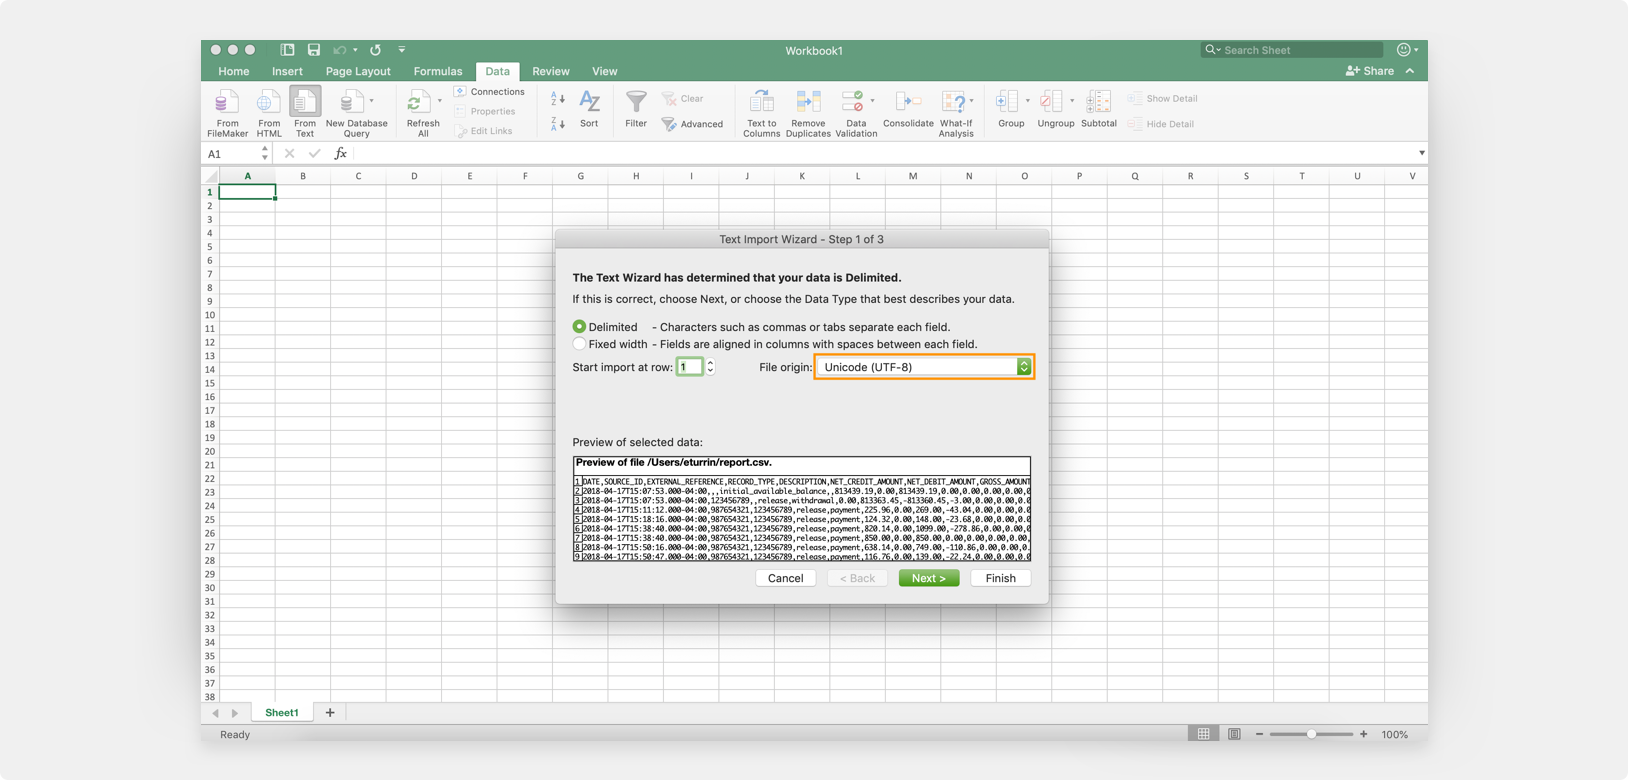 Workbook1
Search Sheet
Home Insert Page Layout Formulas Data Review View
Share
From FileMaker
From HTML
From Text
New Database Query
Refresh All
Connections
Properties
Edit Links
A Z
Z A
AZ Sort
Filter
Clear
Advanced
Text to Columns
Remove Duplicates
Data Validation
Consolidate
What-If Analysis
Group
Ungroup
Subtotal
Show Detail
Hide Detail
A1 fx
A B C D E F G H I J K L M N O P Q R S T U V
1
2
3
4
5
6
7
8
9
10
11
12
13
14
15
16
17
18
19
20
21
22
23
24
25
26
27
28
29
30
31
32
33
34
35
36
37
38
Text Import Wizard - Step 1 of 3
The Text Wizard has determined that your data is Delimited.
If this is correct, choose Next, or choose the Data Type that best describes your data.
Delimited - Characters such as commas or tabs separate each field.
Fixed width - Fields are aligned in columns with spaces between each field.
Start import at row: 1 File origin: Unicode (UTF-8)
Preview of selected data:
Preview of file /Users/eturrin/report.csv.
1 DATE,SOURCE_ID,EXTERNAL_REFERENCE,RECORD_TYPE,DESCRIPTION,NET_CREDIT_AMOUNT,NET_DEBIT_AMOUNT,GROSS_AMOUNT
2 2018-04-17T15:07:53.000-04:00,,,initial_available_balance,,813439.19,0.00,813439.19,0.00,0.00,0.00,0.00,0
3 2018-04-17T15:07:53.000-04:00,123456789,,release,withdrawal,0.00,813363.45,-813360.45,-3.00,0.00,0.00,0.0
4 2018-04-17T15:11:12.000-04:00,987654321,123456789,release,payment,225.96,0.00,269.00,-43.04,0.00,0.00,0.0
5 2018-04-17T15:18:16.000-04:00,987654321,123456789,release,payment,124.32,0.00,148.00,-23.68,0.00,0.00,0.0
6 2018-04-17T15:38:40.000-04:00,987654321,123456789,release,payment,820.14,0.00,1099.00,-278.86,0.00,0.00,0
7 2018-04-17T15:38:40.000-04:00,987654321,123456789,release,payment,850.00,0.00,850.00,0.00,0.00,0.00,0.00,
8 2018-04-17T15:50:16.000-04:00,987654321,123456789,release,payment,638.14,0.00,749.00,-110.86,0.00,0.00,0.
9 2018-04-17T15:50:47.000-04:00,987654321,123456789,release,payment,116.76,0.00,139.00,-22.24,0.00,0.00,0.0
Cancel < Back Next > Finish
Sheet1 +
Ready 100%